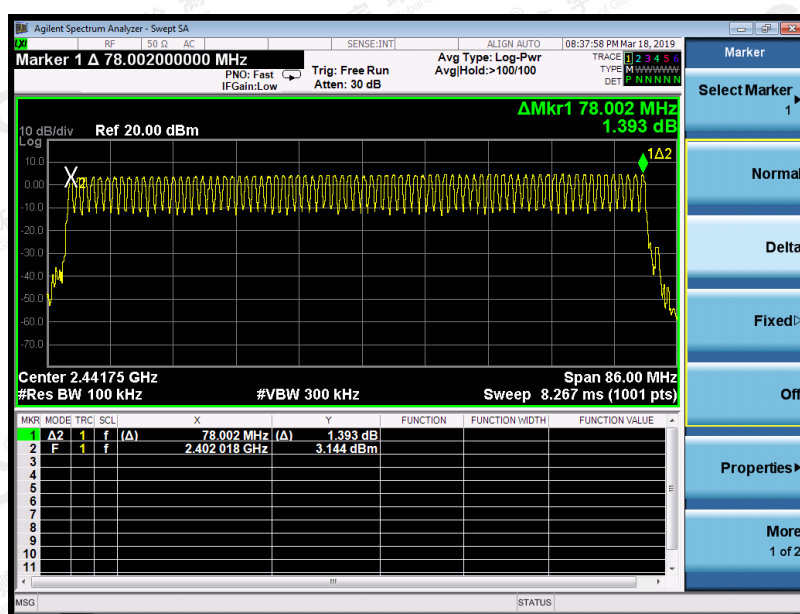 Agilent Spectrum Analyzer - Swept SA
LXI RF 50 Ω AC SENSE:INT ALIGN AUTO 08:37:58 PM Mar 18, 2019
Marker 1 Δ 78.002000000 MHz
PNO: Fast
IFGain:Low
Trig: Free Run
Atten: 30 dB
Avg Type: Log-Pwr
Avg|Hold:>100/100
TRACE 1 2 3 4 5 6
TYPE M WWWWW
DET P N N N N N
ΔMkr1 78.002 MHz
1.393 dB
10 dB/div Ref 20.00 dBm
Log
10.0
0.00
-10.0
-20.0
-30.0
-40.0
-50.0
-60.0
-70.0
2
1Δ2
Center 2.44175 GHz Span 86.00 MHz
#Res BW 100 kHz #VBW 300 kHz Sweep 8.267 ms (1001 pts)
MKR MODE TRC SCL X Y FUNCTION FUNCTION WIDTH FUNCTION VALUE
1 Δ2 1 f (Δ) 78.002 MHz (Δ) 1.393 dB
2 F 1 f 2.402 018 GHz 3.144 dBm
3
4
5
6
7
8
9
10
11
MSG STATUS
Marker
Select Marker
1
Normal
Delta
Fixed
Off
Properties
More
1 of 2